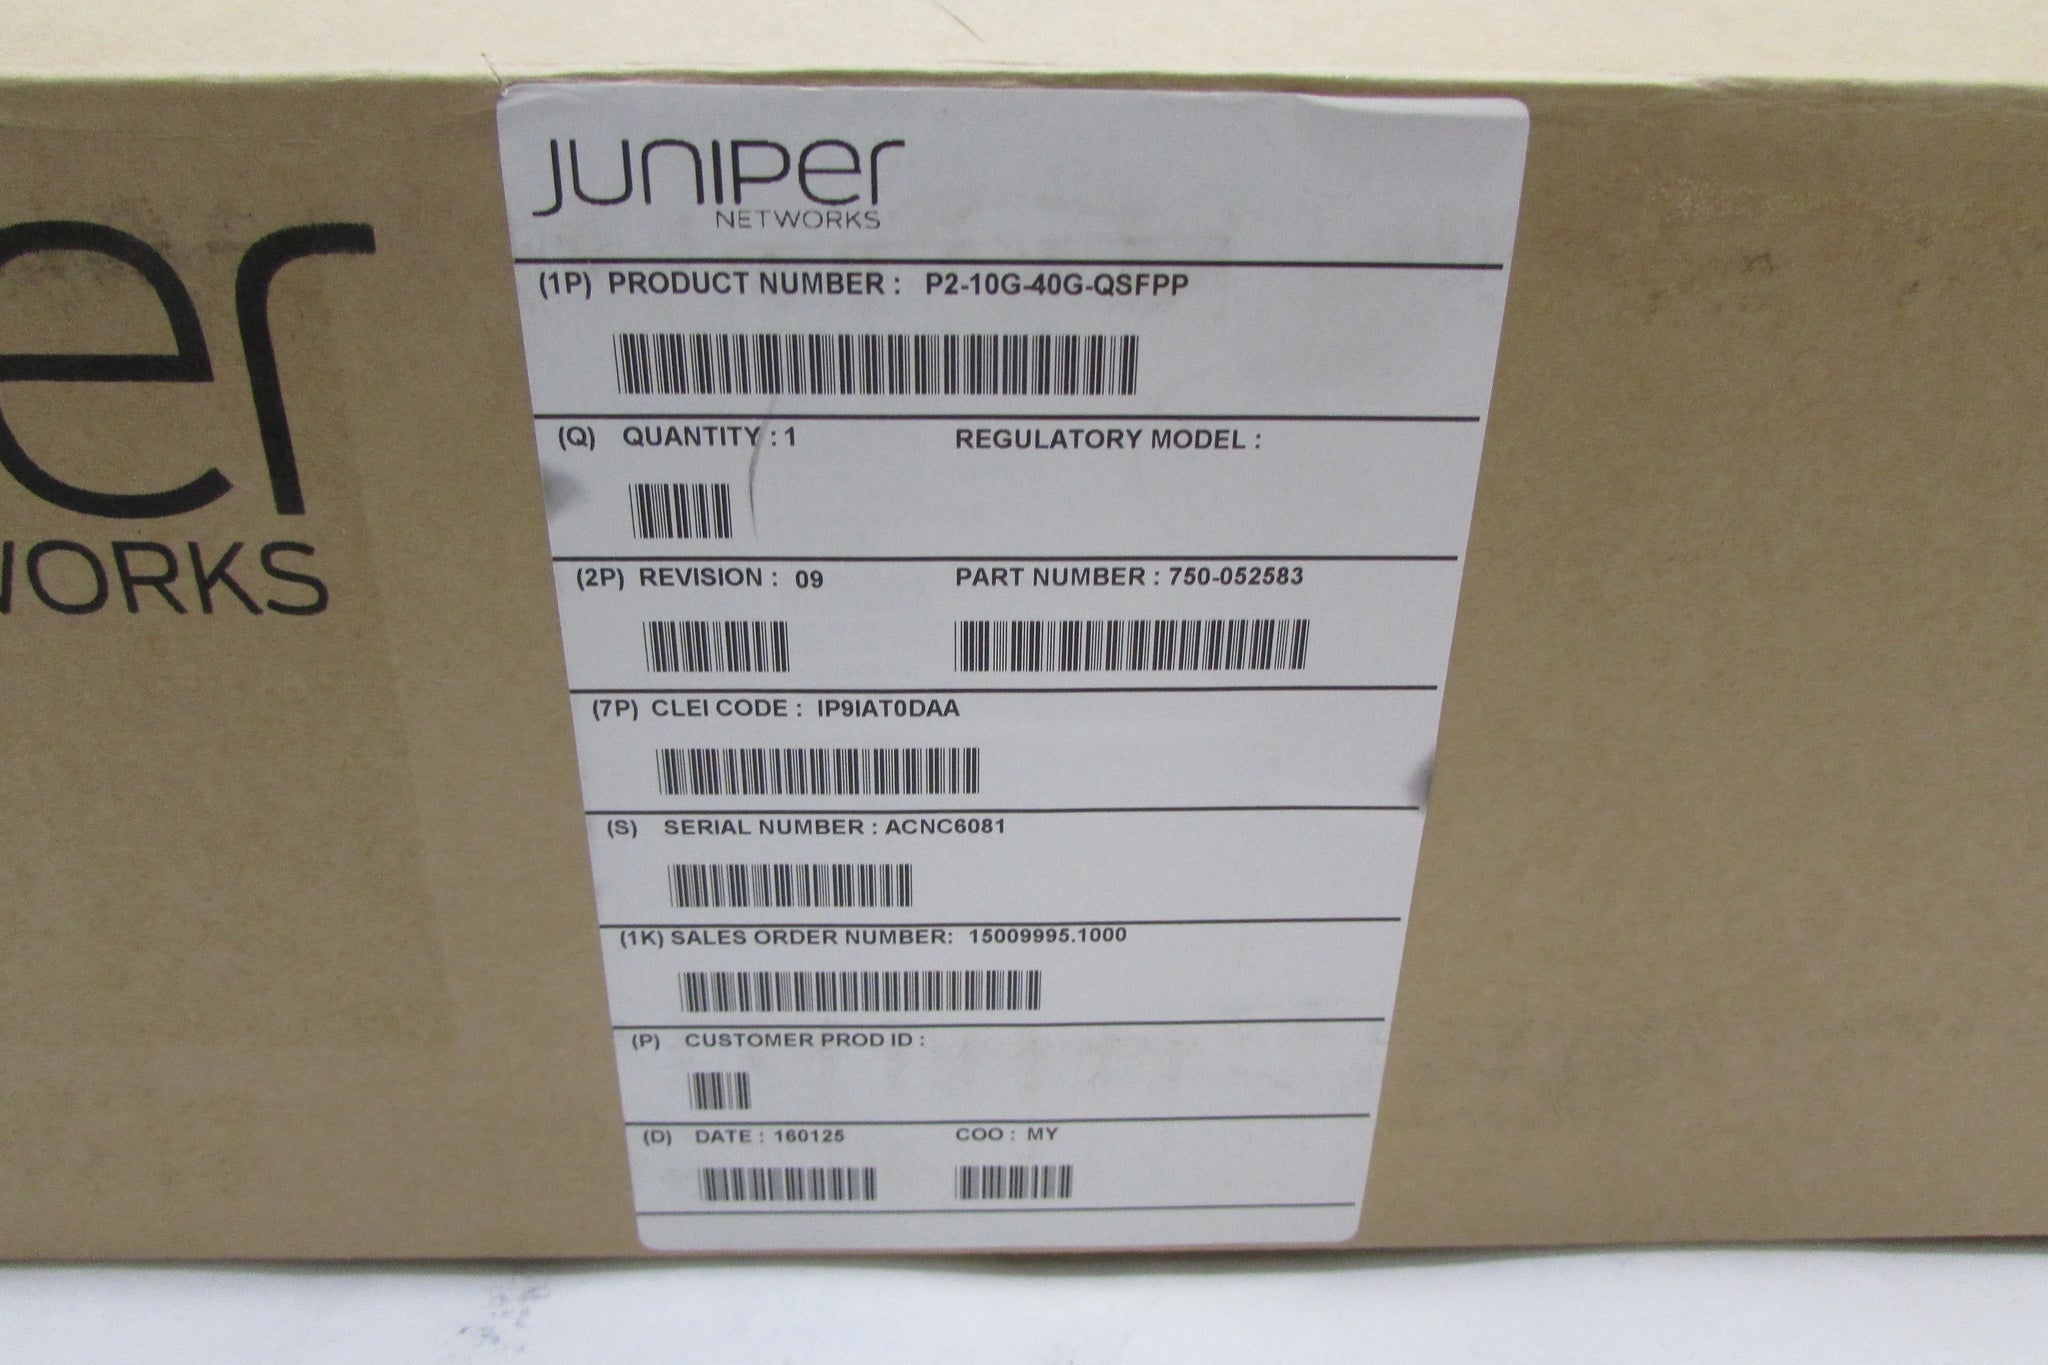 er
WORKS
JUNIPER
NETWORKS
(1P) PRODUCT NUMBER : P2-10G-40G-QSFPP
(Q) QUANTITY : 1 REGULATORY MODEL :
(2P) REVISION : 09 PART NUMBER : 750-052583
(7P) CLEI CODE : IP9IAT0DAA
(S) SERIAL NUMBER : ACNC6081
(1K) SALES ORDER NUMBER: 15009995.1000
(P) CUSTOMER PROD ID :
(D) DATE : 160125 COO : MY